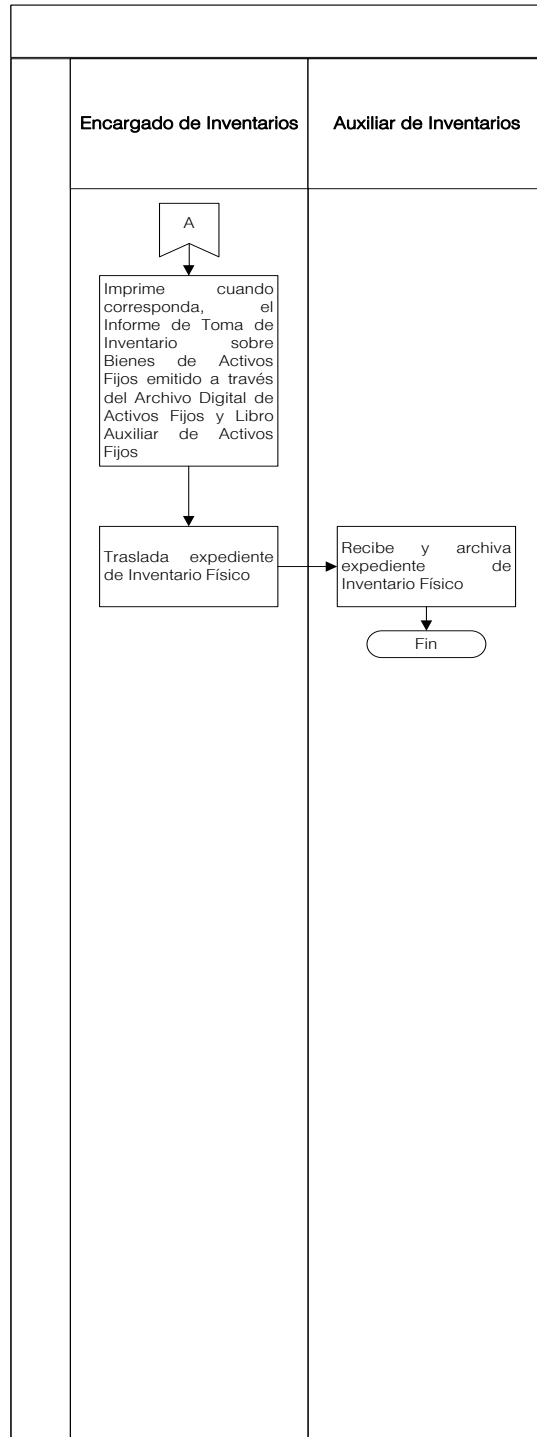 Encargado de Inventarios
Auxiliar de Inventarios
A
Imprime cuando
corresponda, el
Informe de Toma de
Inventario sobre
Bienes de Activos
Fijos emitido a través
del Archivo Digital de
Activos Fijos y Libro
Auxiliar de Activos
Fijos
Traslada expediente
de Inventario Físico
Recibe y archiva
expediente de
Inventario Físico
Fin